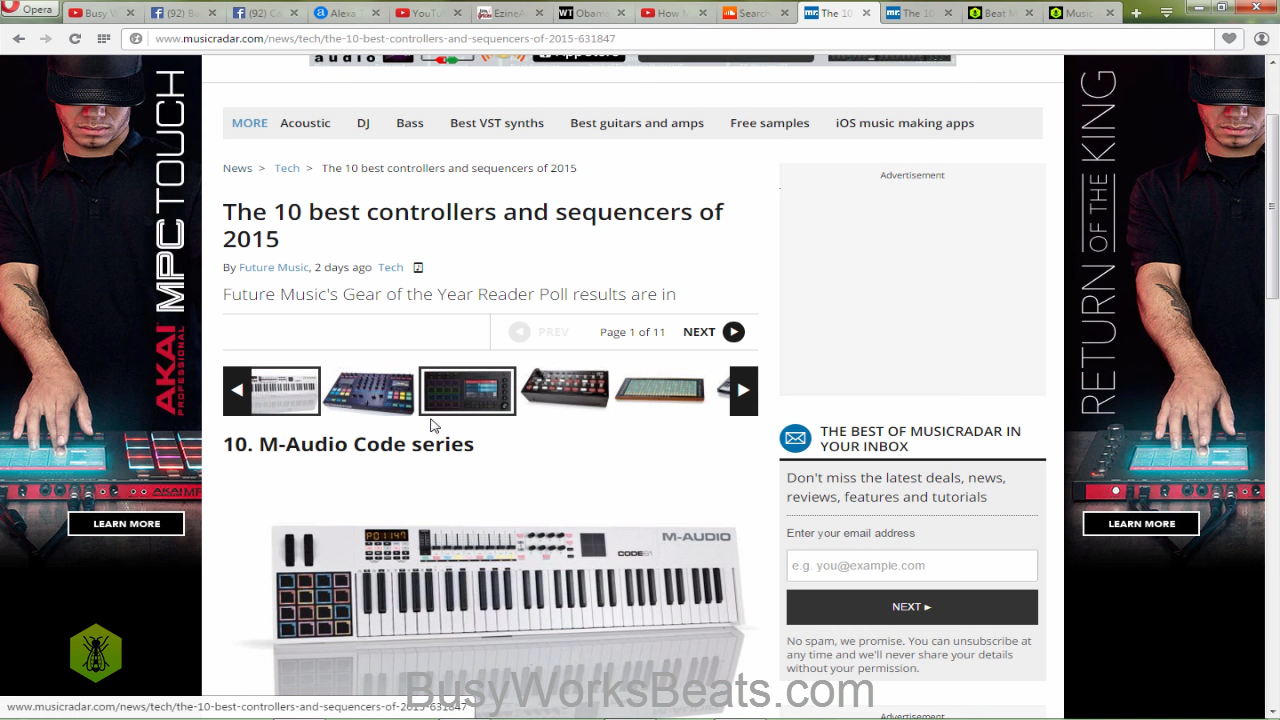 Opera
Busy W
(92) B
(92) B
Alexa
YouTu
EzineA
Obama
How M
Search
The 10
The 10
Beat M
Music
www.musicradar.com/news/tech/the-10-best-controllers-and-sequencers-of-2015-631847
audio
MORE Acoustic DJ Bass Best VST synths Best guitars and amps Free samples iOS music making apps
News > Tech > The 10 best controllers and sequencers of 2015
Advertisement
The 10 best controllers and sequencers of
2015
By Future Music, 2 days ago Tech
Future Music's Gear of the Year Reader Poll results are in
PREV Page 1 of 11 NEXT
10. M-Audio Code series
P01147
M-AUDIO
CODE 61
THE BEST OF MUSICRADAR IN
YOUR INBOX
Don't miss the latest deals, news,
reviews, features and tutorials
Enter your email address
e.g. you@example.com
NEXT ►
No spam, we promise. You can unsubscribe at
any time and we'll never share your details
without your permission.
Advertisement
AKAI PROFESSIONAL MPC TOUCH
LEARN MORE
RETURN OF THE KING
LEARN MORE
BusyWorksBeats.com
www.musicradar.com/news/tech/the-10-best-controllers-and-sequencers-of-2015-631847